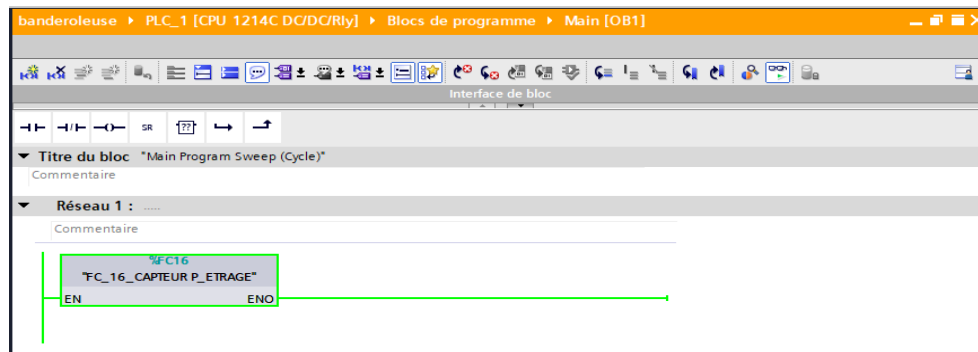 banderoleuse ▸ PLC_1 [CPU 1214C DC/DC/Rly] ▸ Blocs de programme ▸ Main [OB1]
Interface de bloc
SR ??
Titre du bloc "Main Program Sweep (Cycle)"
Commentaire
Réseau 1 : .....
Commentaire
%FC16
"FC_16_CAPTEUR P_ETRAGE"
EN ENO